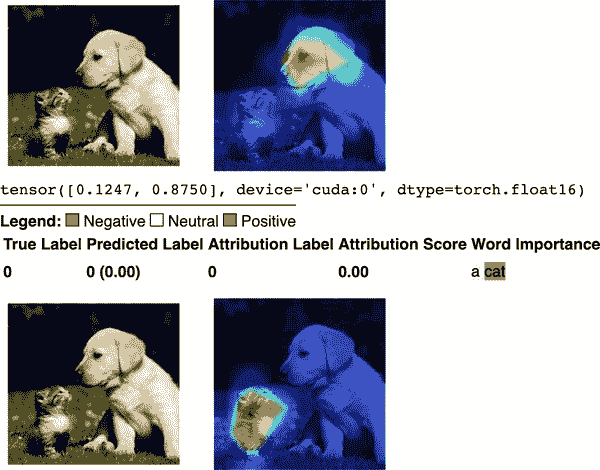 tensor([0.1247, 0.8750], device='cuda:0', dtype=torch.float16)
Legend: Negative Neutral Positive
True Label Predicted Label Attribution Label Attribution Score Word Importance
0 0 (0.00) 0 0.00 a cat